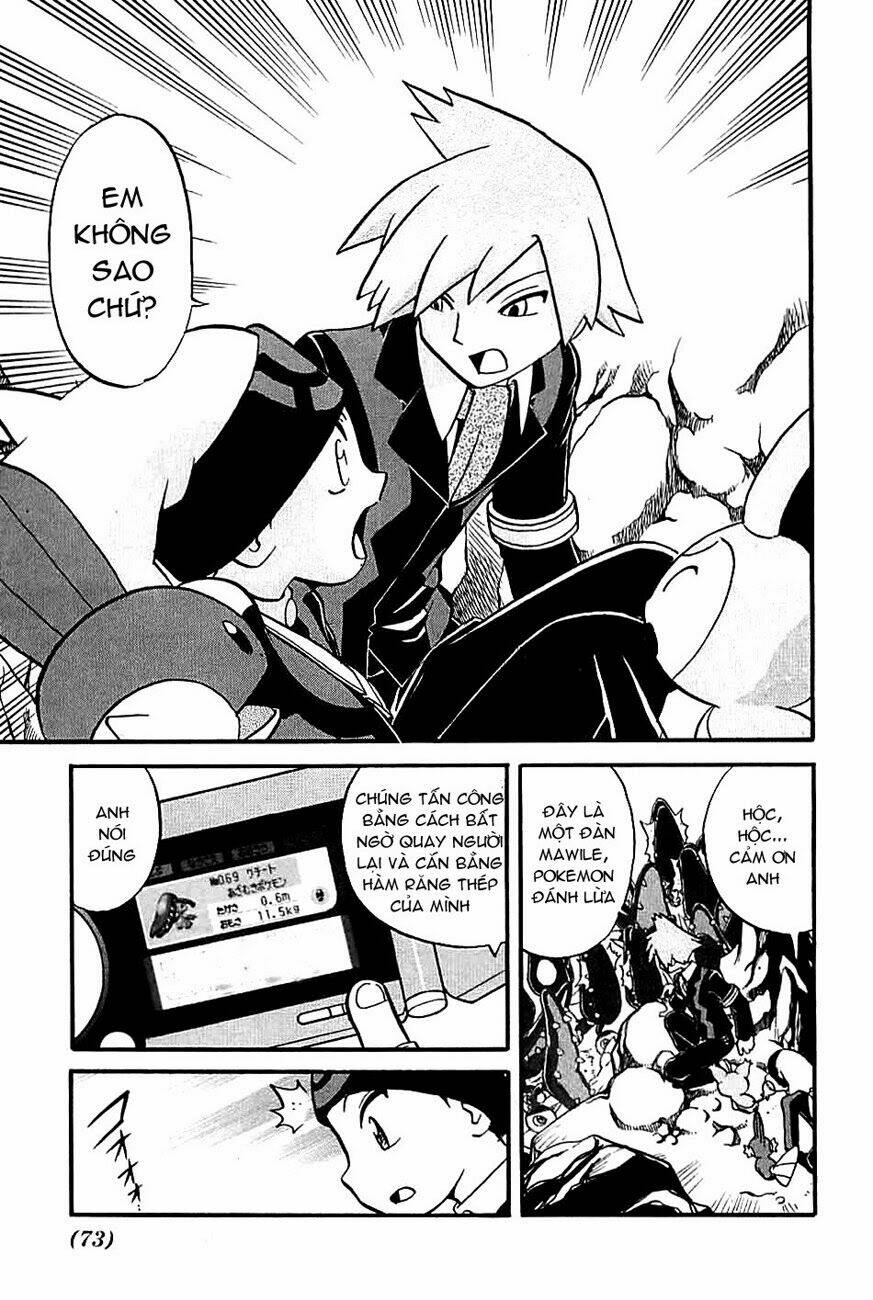 EM
KHÔNG
SAO
CHỨ?
HỘC,
HỘC...
CẢM ƠN
ANH
ĐÂY LÀ
MỘT ĐÀN
MAWILE,
POKEMON
ĐÁNH LỪA
CHÚNG TẤN CÔNG
BẰNG CÁCH BẤT
NGỜ QUAY NGƯỜI
LẠI VÀ CẮN BẰNG
HÀM RĂNG THÉP
CỦA MÌNH
ANH
NÓI
ĐÚNG
No069 クチート
あざむきポケモン
たかさ 0.6m
おもさ 11.5kg
(73)